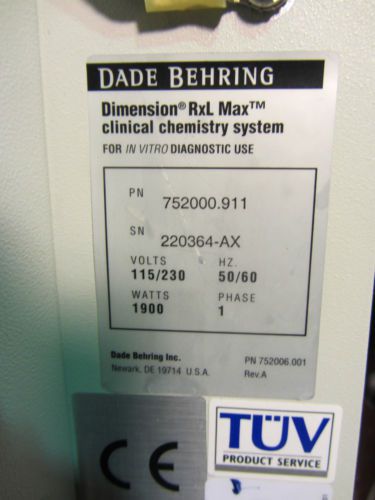 DADE BEHRING
Dimension® RxL Max™
clinical chemistry system
FOR IN VITRO DIAGNOSTIC USE
PN 752000.911
SN 220364-AX
VOLTS HZ.
115/230 50/60
WATTS PHASE
1900 1
Dade Behring Inc. PN 752006.001
Newark, DE 19714 U.S.A. Rev.A
CE
TÜV
PRODUCT SERVICE